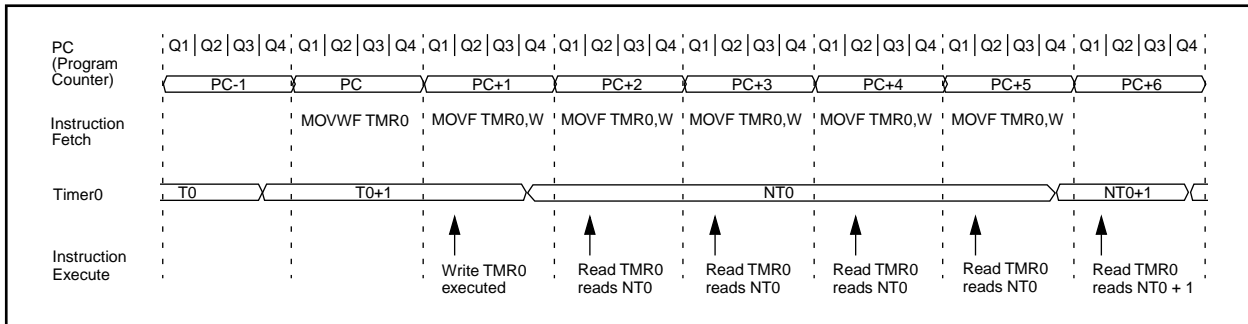 PC
(Program
Counter)
Q1 Q2 Q3 Q4 Q1 Q2 Q3 Q4 Q1 Q2 Q3 Q4 Q1 Q2 Q3 Q4 Q1 Q2 Q3 Q4 Q1 Q2 Q3 Q4 Q1 Q2 Q3 Q4 Q1 Q2 Q3 Q4
PC-1 PC PC+1 PC+2 PC+3 PC+4 PC+5 PC+6
Instruction
Fetch
MOVWF TMR0 MOVF TMR0,W MOVF TMR0,W MOVF TMR0,W MOVF TMR0,W MOVF TMR0,W
Timer0
T0 T0+1 NT0 NT0+1
Instruction
Execute
Write TMR0
executed
Read TMR0
reads NT0
Read TMR0
reads NT0
Read TMR0
reads NT0
Read TMR0
reads NT0
Read TMR0
reads NT0 + 1